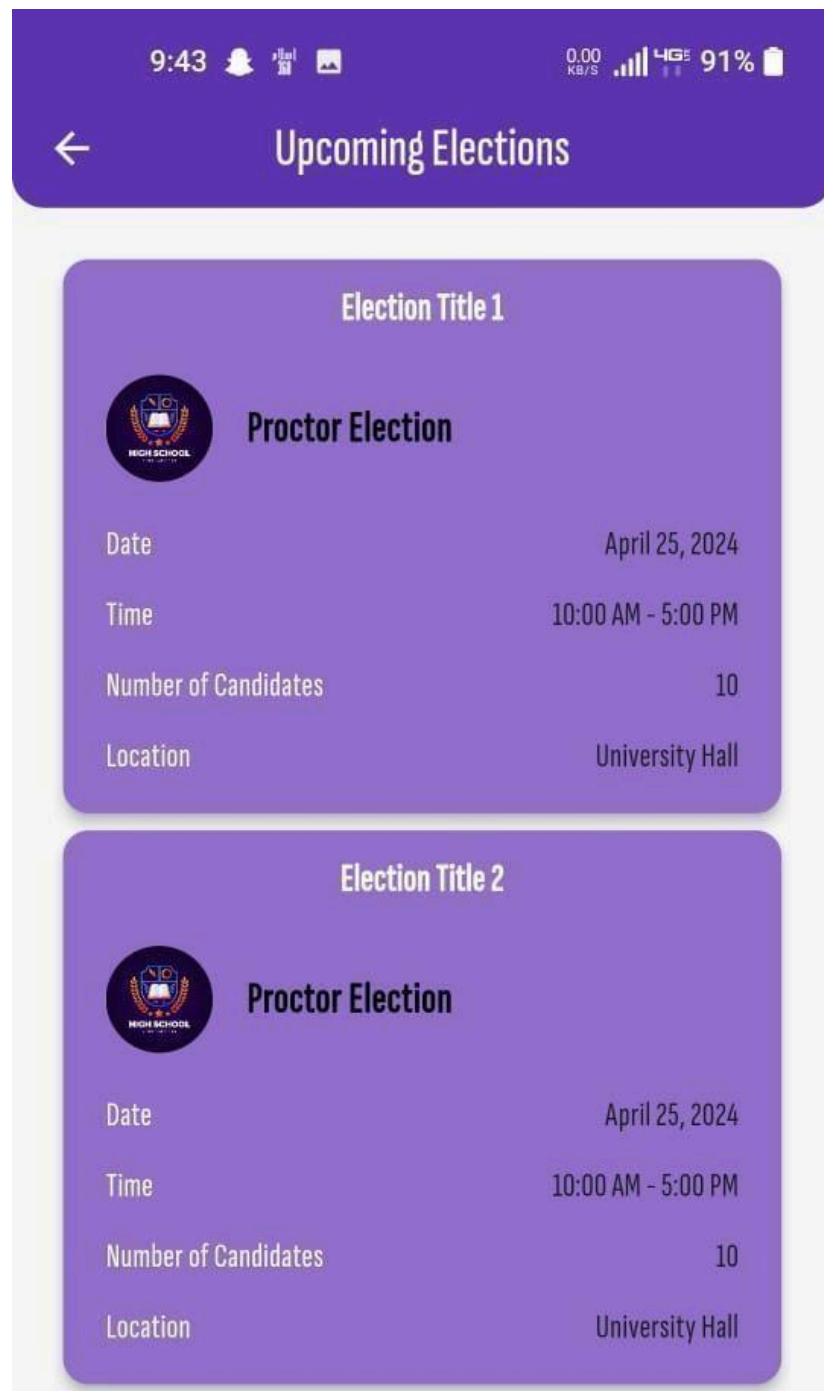 9:43
0.00
KB/S
4GE 91%
Upcoming Elections
Election Title 1
HIGH SCHOOL
Proctor Election
Date April 25, 2024
Time 10:00 AM - 5:00 PM
Number of Candidates 10
Location University Hall
Election Title 2
HIGH SCHOOL
Proctor Election
Date April 25, 2024
Time 10:00 AM - 5:00 PM
Number of Candidates 10
Location University Hall